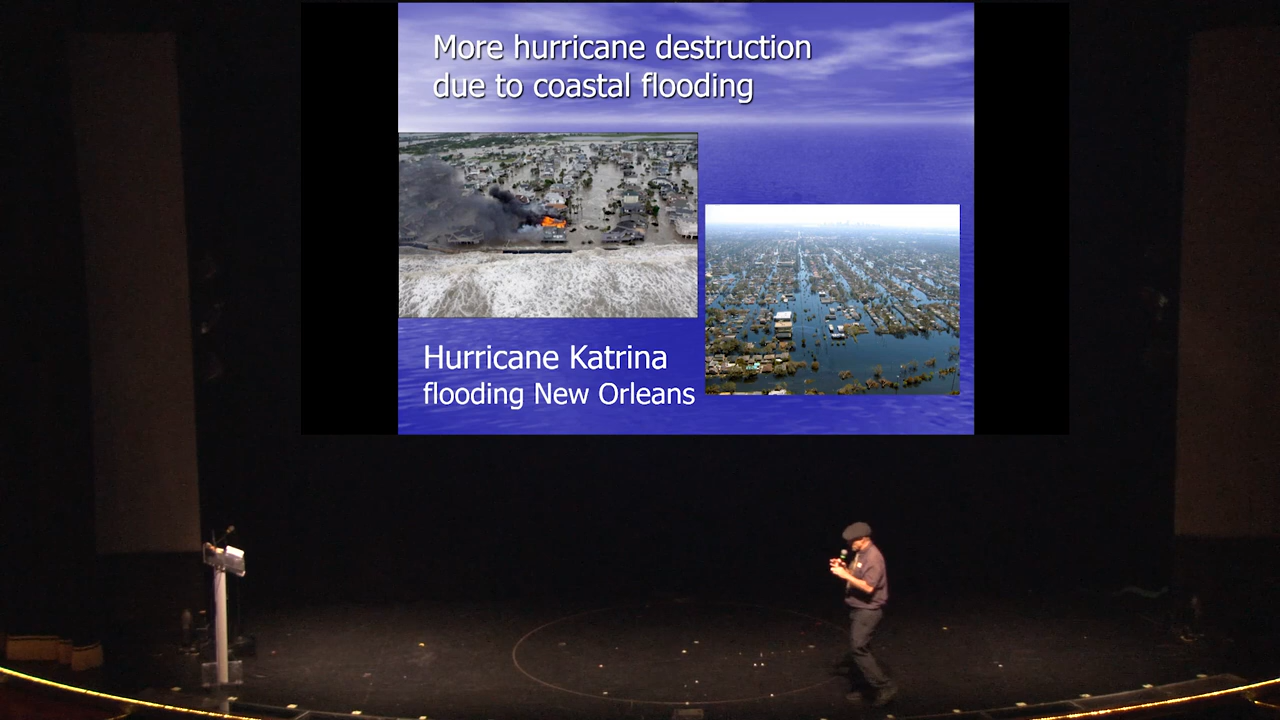 More hurricane destruction
due to coastal flooding
Hurricane Katrina
flooding New Orleans